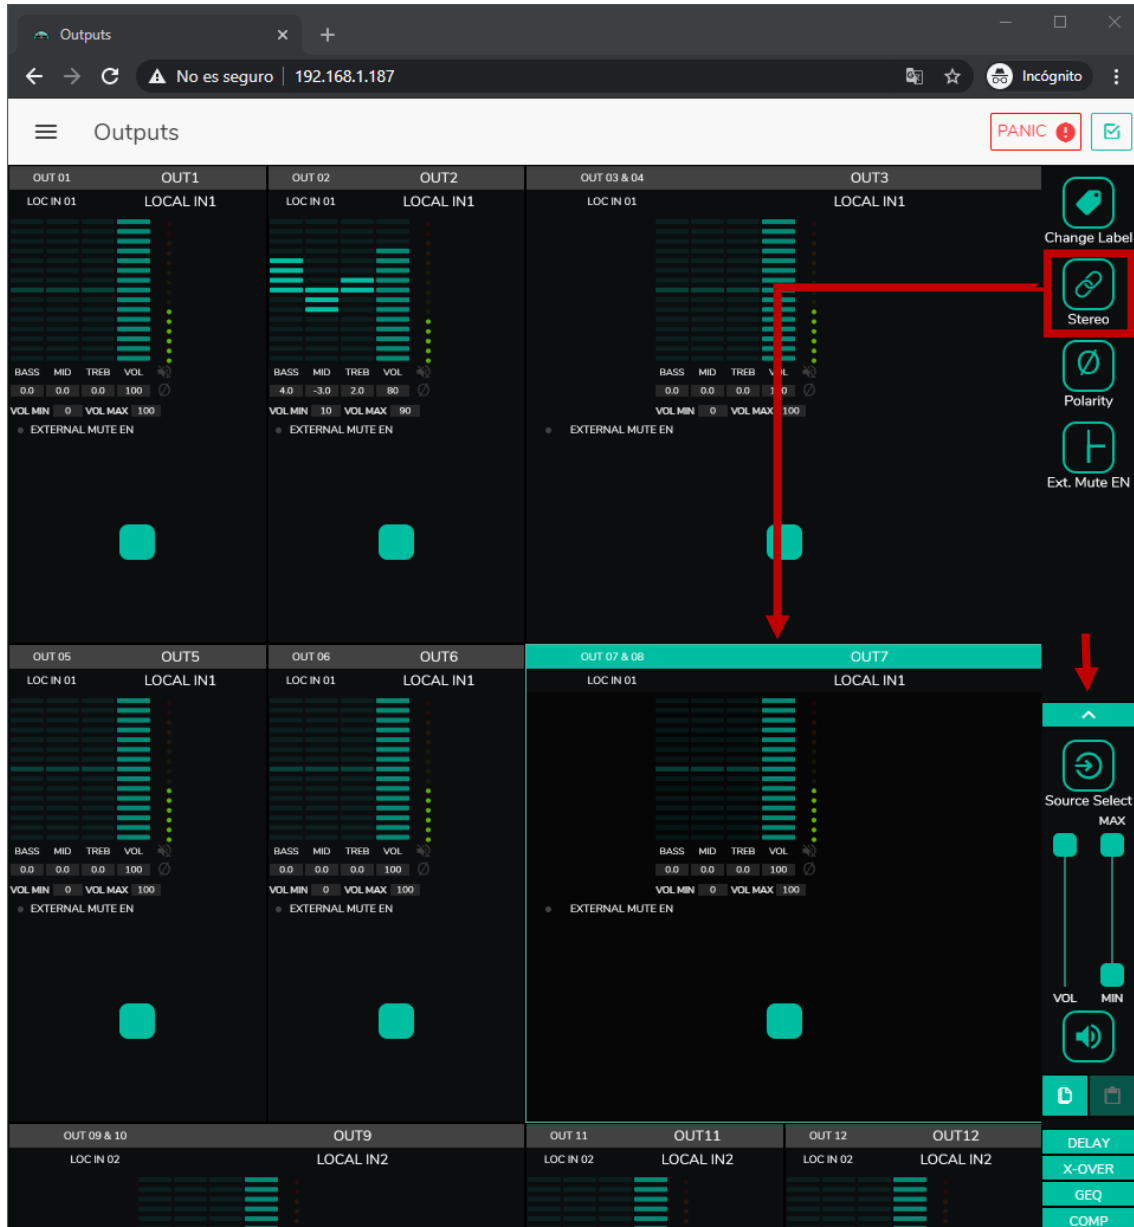 Outputs
No es seguro | 192.168.1.187
Incógnito
Outputs
PANIC
OUT 01 OUT1
LOC IN 01 LOCAL IN1
BASS MID TREB VOL
0.0 0.0 0.0 100
VOL MIN 0 VOL MAX 100
EXTERNAL MUTE EN
OUT 02 OUT2
LOC IN 01 LOCAL IN1
BASS MID TREB VOL
4.0 -3.0 2.0 80
VOL MIN 10 VOL MAX 90
EXTERNAL MUTE EN
OUT 03 & 04 OUT3
LOC IN 01 LOCAL IN1
BASS MID TREB VOL
0.0 0.0 0.0 100
VOL MIN 0 VOL MAX 100
EXTERNAL MUTE EN
Change Label
Stereo
Polarity
Ext. Mute EN
OUT 05 OUT5
LOC IN 01 LOCAL IN1
BASS MID TREB VOL
0.0 0.0 0.0 100
VOL MIN 0 VOL MAX 100
EXTERNAL MUTE EN
OUT 06 OUT6
LOC IN 01 LOCAL IN1
BASS MID TREB VOL
0.0 0.0 0.0 100
VOL MIN 0 VOL MAX 100
EXTERNAL MUTE EN
OUT 07 & 08 OUT7
LOC IN 01 LOCAL IN1
BASS MID TREB VOL
0.0 0.0 0.0 100
VOL MIN 0 VOL MAX 100
EXTERNAL MUTE EN
Source Select
MAX
VOL MIN
OUT 09 & 10 OUT9
LOC IN 02 LOCAL IN2
OUT 11 OUT11
LOC IN 02 LOCAL IN2
OUT 12 OUT12
LOC IN 02 LOCAL IN2
DELAY
X-OVER
GEQ
COMP